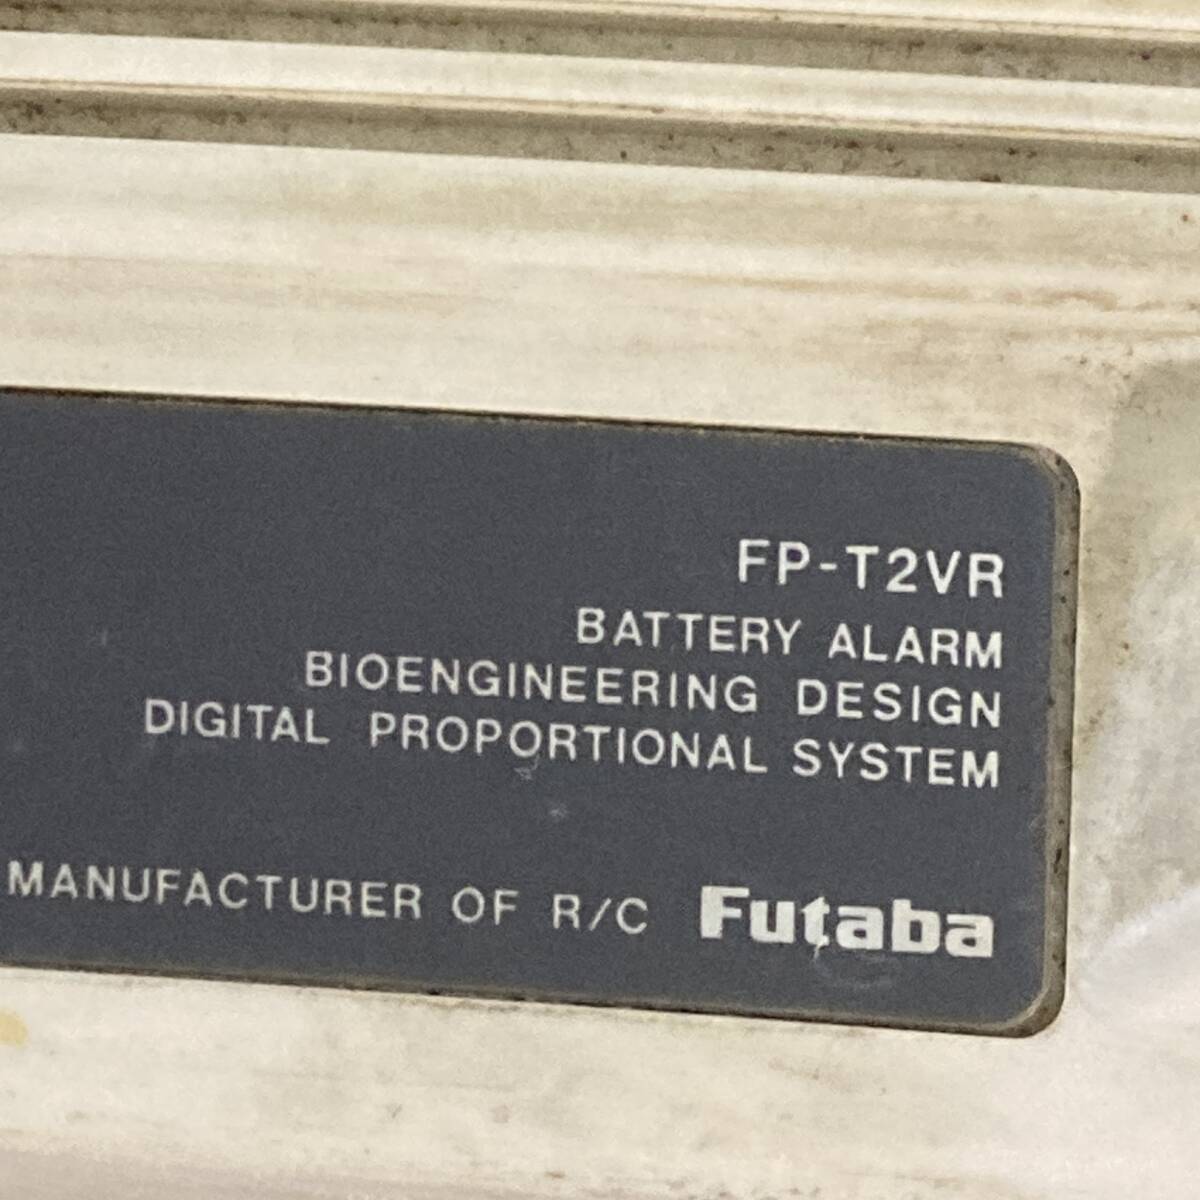 FP-T2VR
BATTERY ALARM
BIOENGINEERING DESIGN
DIGITAL PROPORTIONAL SYSTEM
MANUFACTURER OF R/C Futaba